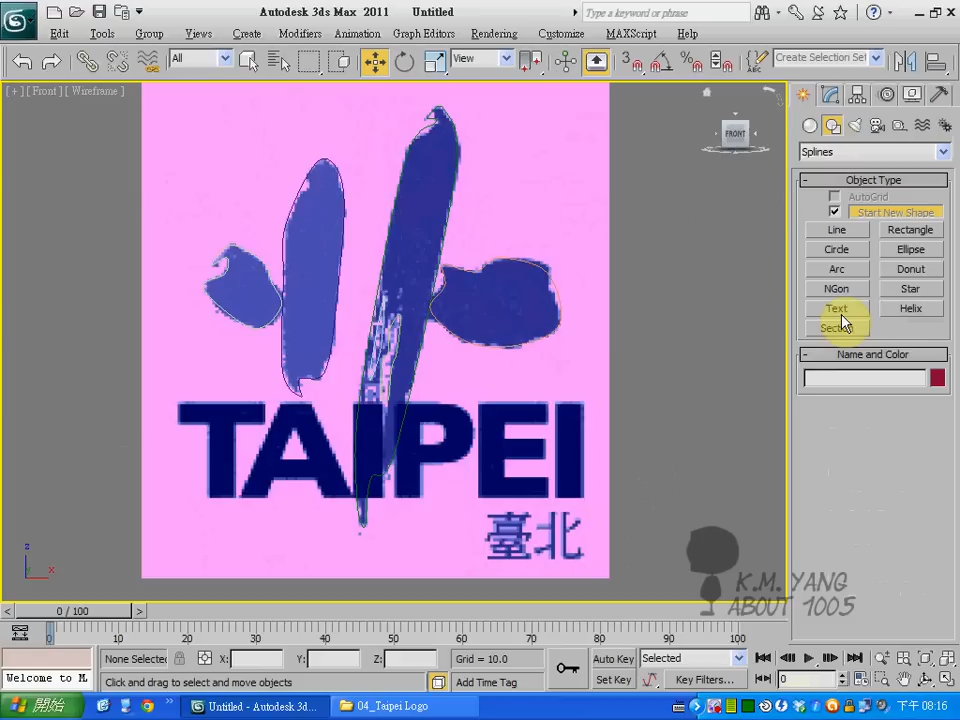 Autodesk 3ds Max 2011 Untitled
Type a keyword or phrase
Edit Tools Group Views Create Modifiers Animation Graph Editors Rendering Customize MAXScript Help
All
View
3
Create Selection Set
[ + ] [ Front ] [ Wireframe ]
FRONT
Splines
Object Type
AutoGrid
Start New Shape
Line Rectangle
Circle Ellipse
Arc Donut
NGon Star
Text Helix
Section
Name and Color
TAIPEI
臺北
z
x
K.M. YANG
ABOUT 1005
0 / 100
0 10 20 30 40 50 60 70 80 90 100
None Selected X: Y: Z: Grid = 10.0 Auto Key Selected
Welcome to M. Click and drag to select and move objects Add Time Tag Set Key Key Filters... 0
開始 Untitled - Autodesk 3... 04_Taipei Logo 下午 08:16